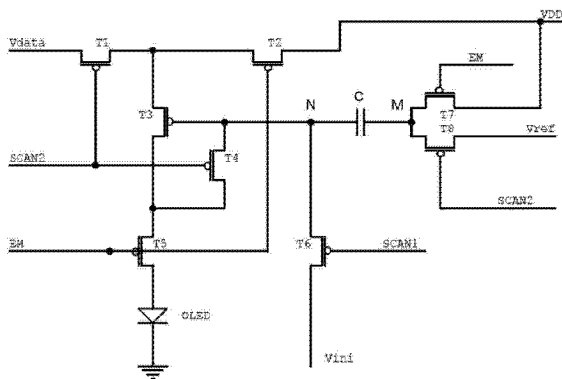 Vdata
T1
T2
VDD
EM
N
C
M
T3
T7
T8
Vref
T4
SCAN2
SCAN2
EM
T5
T6
SCAN1
OLED
Vini